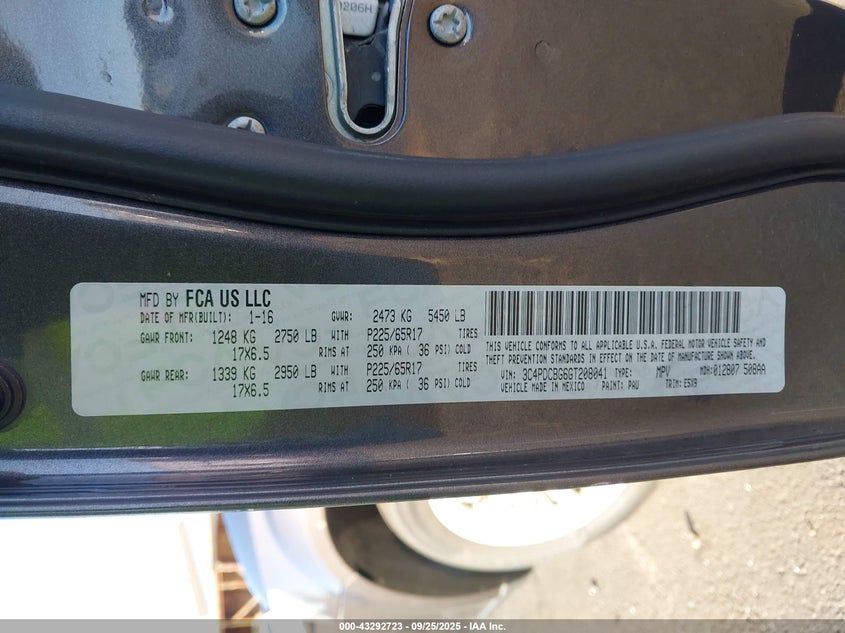 0206H
MFD BY FCA US LLC
DATE OF MFR(BUILT): 1-16 GVWR: 2473 KG 5450 LB
GAWR FRONT: 1248 KG 2750 LB WITH P225/65R17 TIRES
17X6.5 RIMS AT 250 KPA ( 36 PSI) COLD
GAWR REAR: 1339 KG 2950 LB WITH P225/65R17 TIRES
17X6.5 RIMS AT 250 KPA ( 36 PSI) COLD
THIS VEHICLE CONFORMS TO ALL APPLICABLE U.S.A. FEDERAL MOTOR VEHICLE SAFETY AND
THEFT PREVENTION STANDARDS IN EFFECT ON THE DATE OF MANUFACTURE SHOWN ABOVE.
VIN: 3C4PDCBG6GT208041 TYPE: MPV MDH: 012807 508AA
VEHICLE MADE IN MEXICO PAINT: PAU TRIM: E5X9
000-43292723 - 09/25/2025 - IAA Inc.